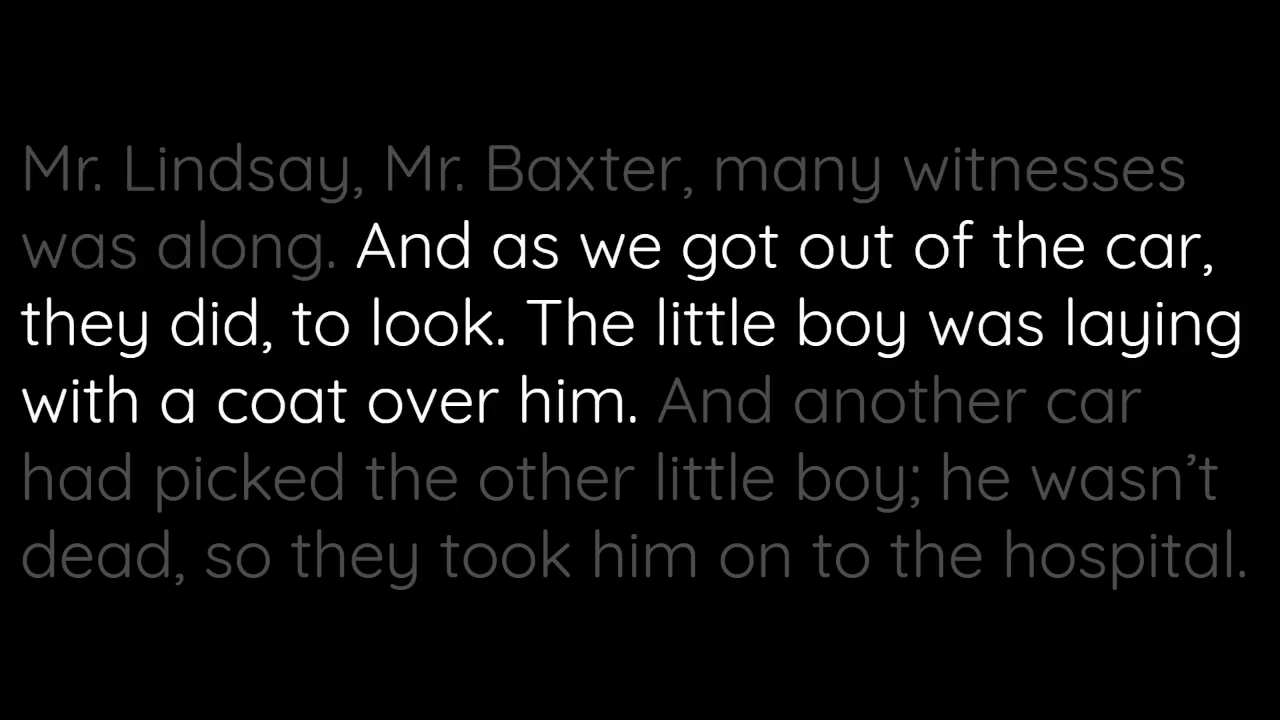 Mr. Lindsay, Mr. Baxter, many witnesses
was along. And as we got out of the car,
they did, to look. The little boy was laying
with a coat over him. And another car
had picked the other little boy; he wasn’t
dead, so they took him on to the hospital.